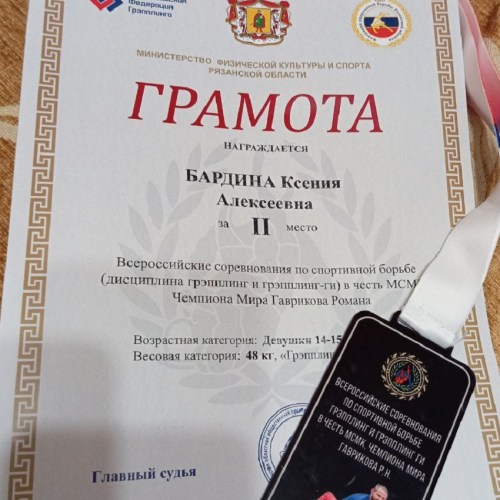 Федерация
Грэпплинга
МИНИСТЕРСТВО ФИЗИЧЕСКОЙ КУЛЬТУРЫ И СПОРТА
РЯЗАНСКОЙ ОБЛАСТИ
ГРАМОТА
НАГРАЖДАЕТСЯ
БАРДИНА Ксения
Алексеевна
за II место
Всероссийские соревнования по спортивной борьбе
(дисциплина грэпплинг и грэпплинг-ги) в честь МСМ
Чемпиона Мира Гаврикова Романа
Возрастная категория: Девушки 14-15
Весовая категория: 48 кг, «Грэпплин
Главный судья
ВСЕРОССИЙСКИЕ СОРЕВНОВАНИЯ
ПО СПОРТИВНОЙ БОРЬБЕ
ГРЭППЛИНГ И ГРЭППЛИНГ ГИ
В ЧЕСТЬ МСМК, ЧЕМПИОНА МИРА
ГАВРИКОВА Р.Н.